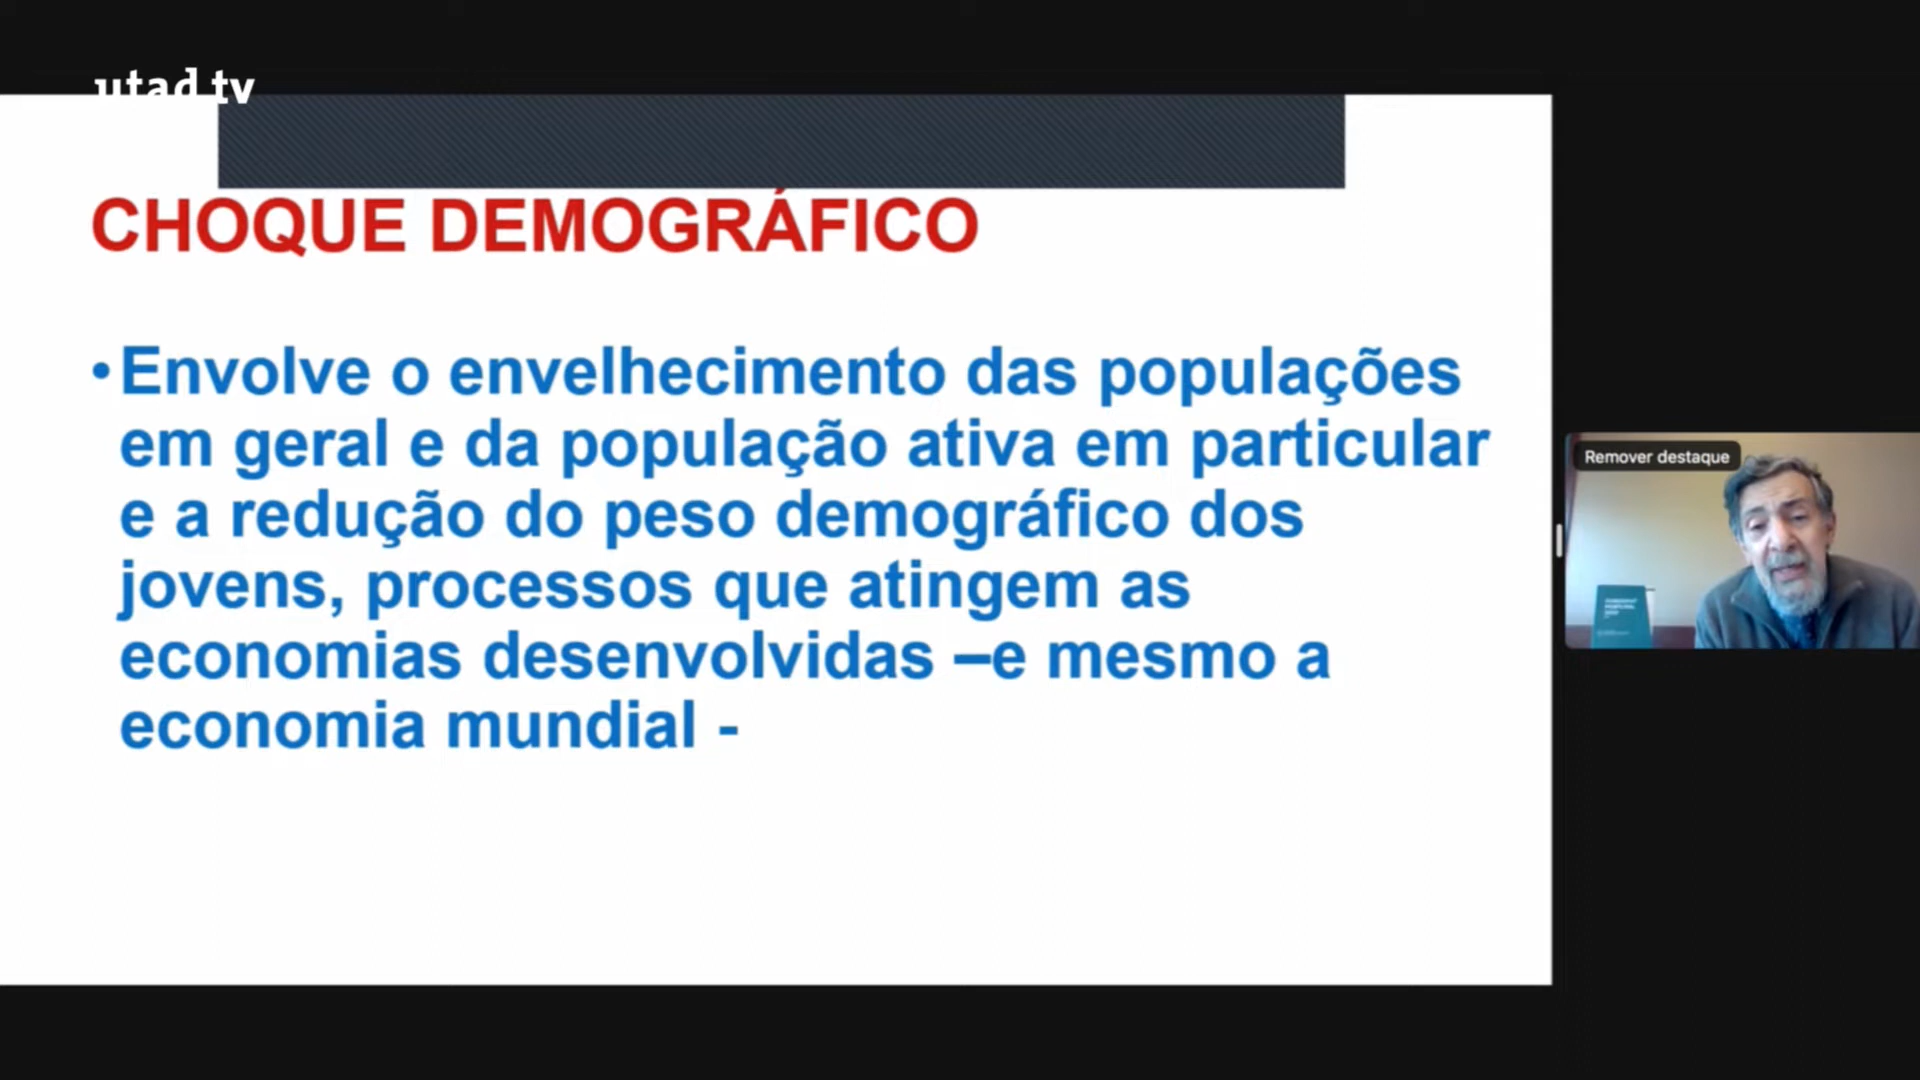 utad tv
CHOQUE DEMOGRÁFICO
•Envolve o envelhecimento das populações
em geral e da população ativa em particular
e a redução do peso demográfico dos
jovens, processos que atingem as
economias desenvolvidas –e mesmo a
economia mundial -
Remover destaque